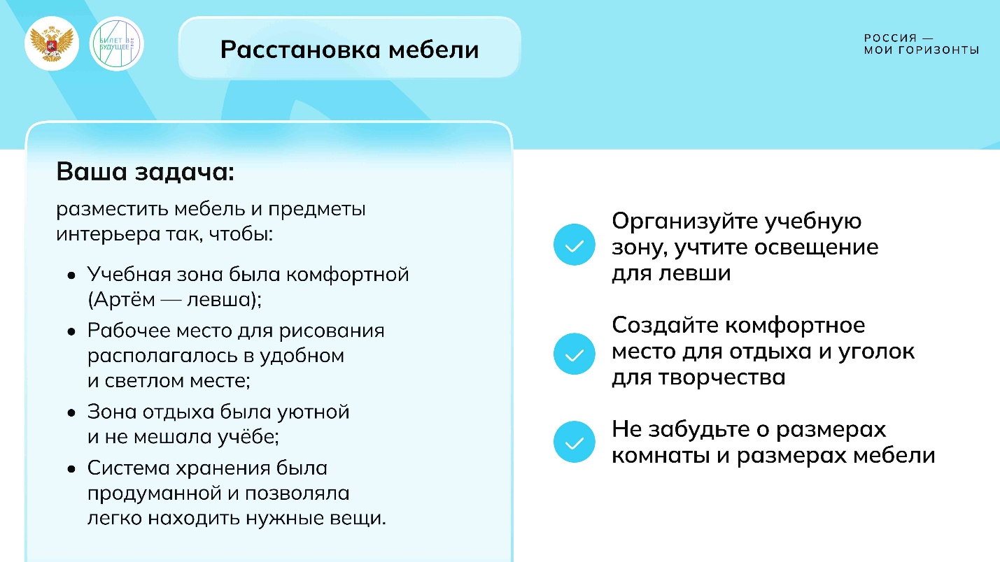 БИЛЕТ В
БУДУЩЕЕ
ТВОЕ
Расстановка мебели
РОССИЯ —
МОИ ГОРИЗОНТЫ
Ваша задача:
разместить мебель и предметы
интерьера так, чтобы:
• Учебная зона была комфортной
(Артём — левша);
• Рабочее место для рисования
располагалось в удобном
и светлом месте;
• Зона отдыха была уютной
и не мешала учёбе;
• Система хранения была
продуманной и позволяла
легко находить нужные вещи.
Организуйте учебную
зону, учтите освещение
для левши
Создайте комфортное
место для отдыха и уголок
для творчества
Не забудьте о размерах
комнаты и размерах мебели